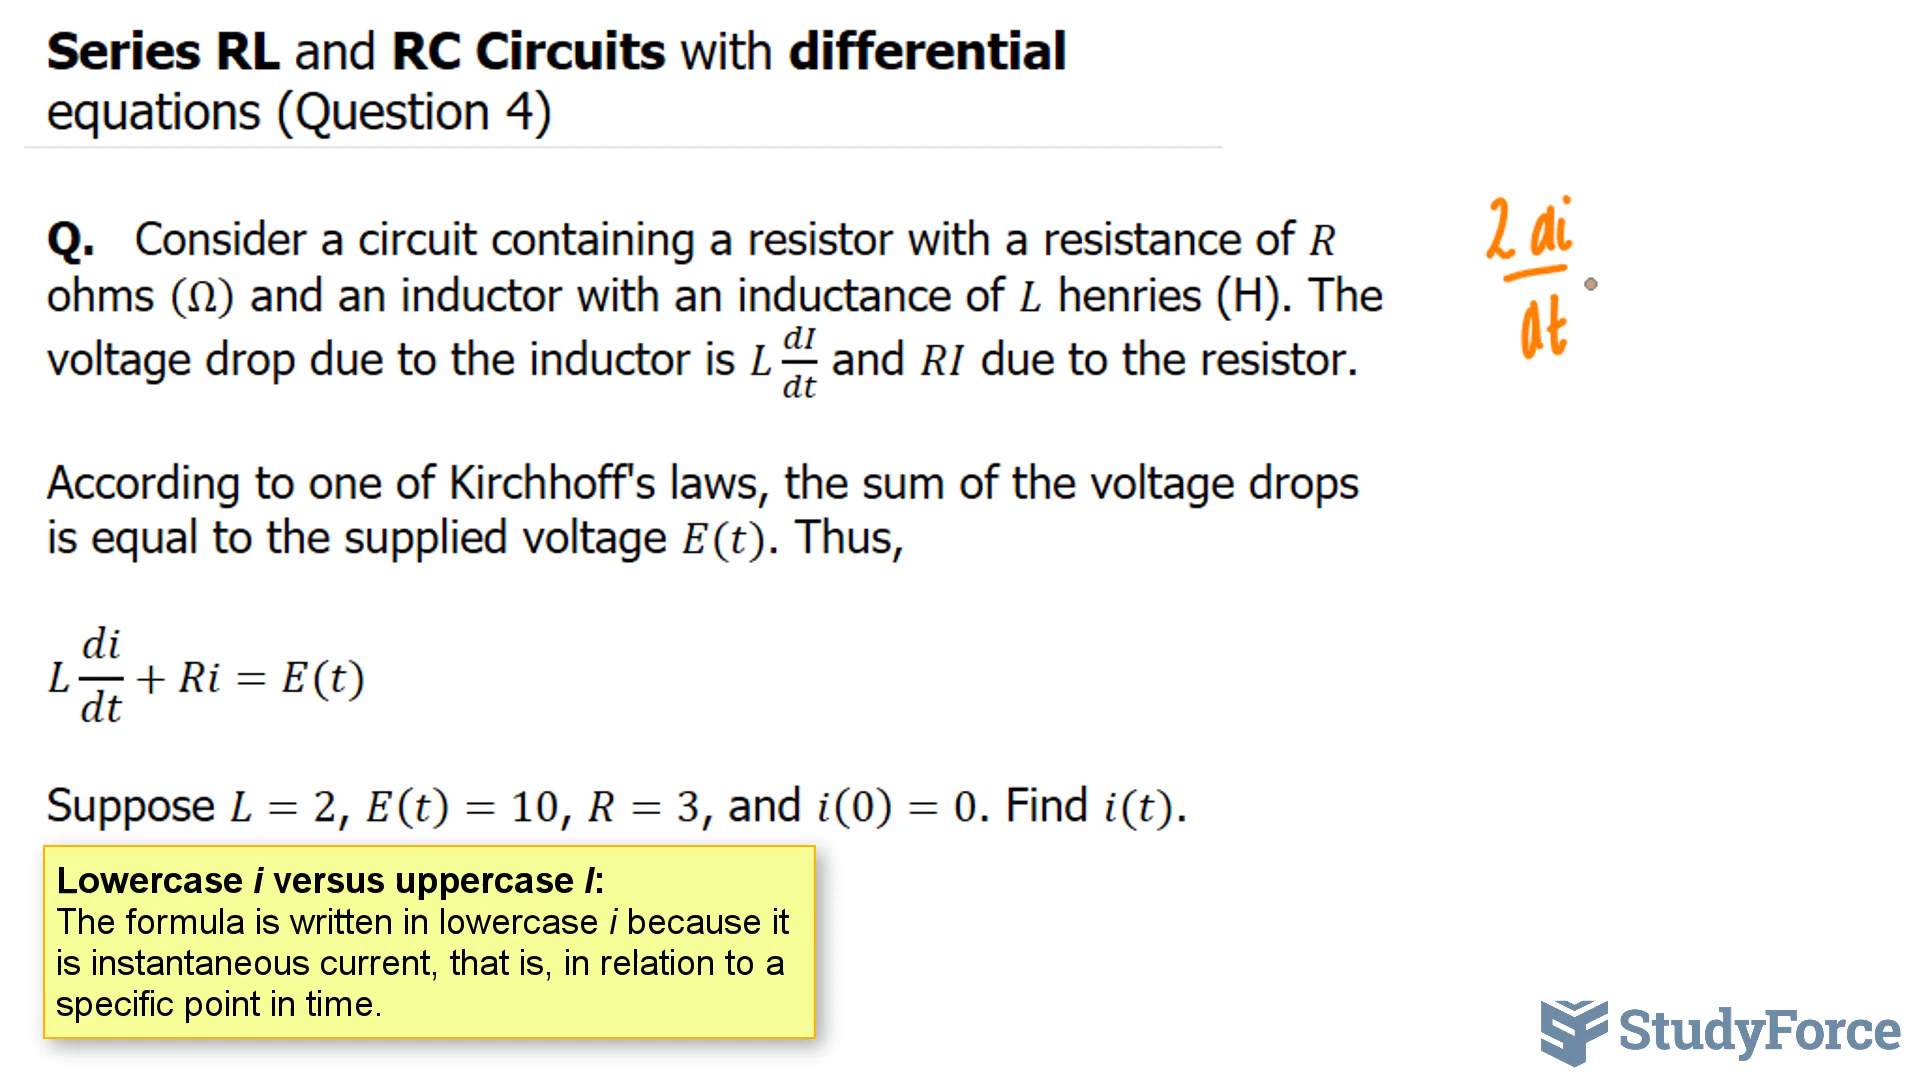 Series RL and RC Circuits with differential
equations (Question 4)
Q. Consider a circuit containing a resistor with a resistance of R
ohms (Ω) and an inductor with an inductance of L henries (H). The
voltage drop due to the inductor is L dI/dt and RI due to the resistor.
According to one of Kirchhoff's laws, the sum of the voltage drops
is equal to the supplied voltage E(t). Thus,
L di/dt + Ri = E(t)
Suppose L = 2, E(t) = 10, R = 3, and i(0) = 0. Find i(t).
Lowercase i versus uppercase I:
The formula is written in lowercase i because it
is instantaneous current, that is, in relation to a
specific point in time.
2 di/dt
StudyForce